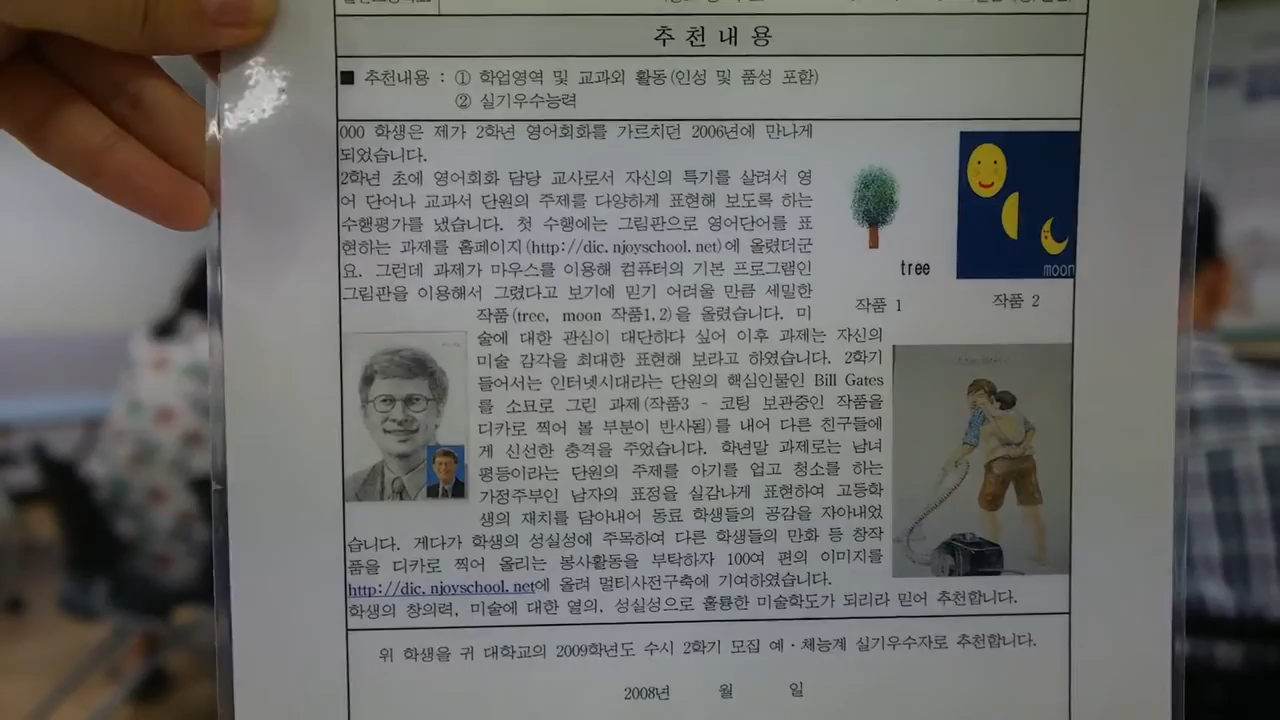 추천내용
■ 추천내용 : ① 학업영역 및 교과외 활동(인성 및 품성 포함)
② 실기우수능력
000 학생은 제가 2학년 영어회화를 가르치던 2006년에 만나게
되었습니다.
2학년 초에 영어회화 담당 교사로서 자신의 특기를 살려서 영
어 단어나 교과서 단원의 주제를 다양하게 표현해 보도록 하는
수행평가를 냈습니다. 첫 수행에는 그림판으로 영어단어를 표
현하는 과제를 홈페이지(http://dic.njoyschool.net)에 올렸더군
요. 그런데 과제가 마우스를 이용해 컴퓨터의 기본 프로그램인
그림판을 이용해서 그렸다고 보기에 믿기 어려울 만큼 세밀한
작품(tree, moon 작품1,2)을 올렸습니다. 미
술에 대한 관심이 대단하다 싶어 이후 과제는 자신의
미술 감각을 최대한 표현해 보라고 하였습니다. 2학기
들어서는 인터넷시대라는 단원의 핵심인물인 Bill Gates
를 소묘로 그린 과제(작품3 - 코팅 보관중인 작품을
디카로 찍어 볼 부분이 반사됨)를 내어 다른 친구들에
게 신선한 충격을 주었습니다. 학년말 과제로는 남녀
평등이라는 단원의 주제를 아기를 업고 청소를 하는
가정주부인 남자의 표정을 실감나게 표현하여 고등학
생의 재치를 담아내어 동료 학생들의 공감을 자아내었
습니다. 게다가 학생의 성실성에 주목하여 다른 학생들의 만화 등 창작
품을 디카로 찍어 올리는 봉사활동을 부탁하자 100여 편의 이미지를
http://dic.njoyschool.net에 올려 멀티사전구축에 기여하였습니다.
학생의 창의력, 미술에 대한 열의, 성실성으로 훌륭한 미술학도가 되리라 믿어 추천합니다.
tree
moon
작품 1
작품 2
위 학생을 귀 대학교의 2009학년도 수시 2학기 모집 예·체능계 실기우수자로 추천합니다.
2008년 월 일